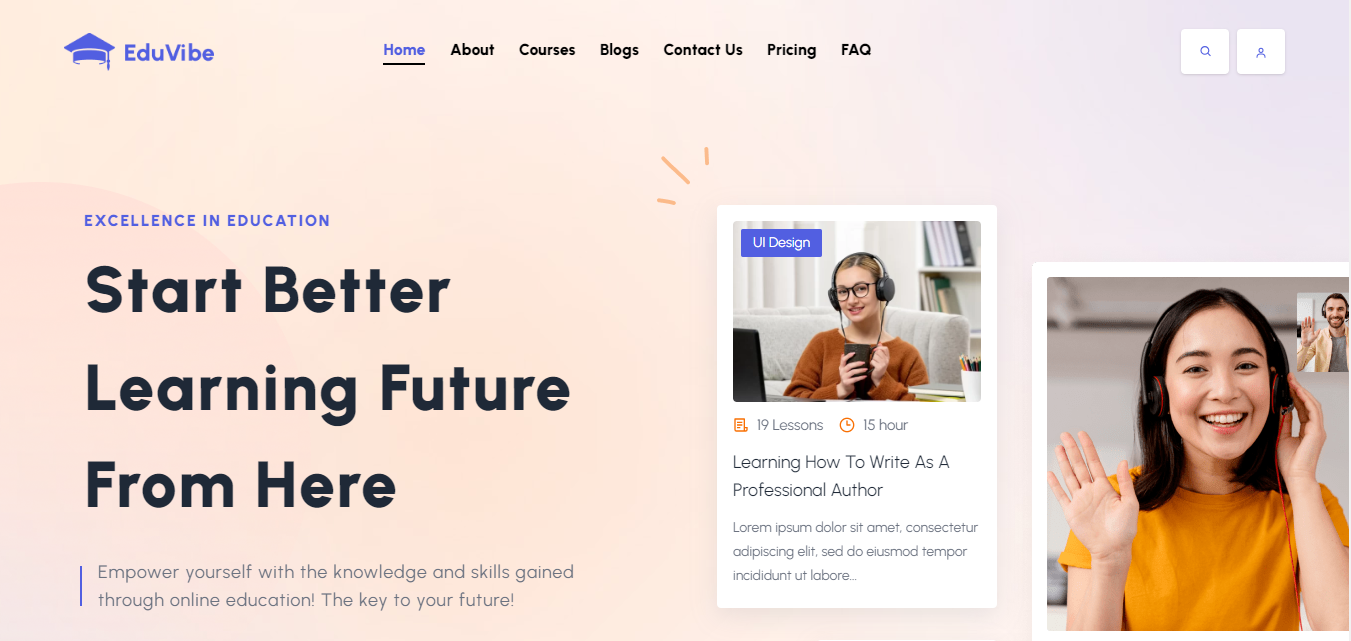 EduVibe
Home About Courses Blogs Contact Us Pricing FAQ
EXCELLENCE IN EDUCATION
Start Better
Learning Future
From Here
Empower yourself with the knowledge and skills gained
through online education! The key to your future!
UI Design
19 Lessons 15 hour
Learning How To Write As A
Professional Author
Lorem ipsum dolor sit amet, consectetur
adipiscing elit, sed do eiusmod tempor
incididunt ut labore...